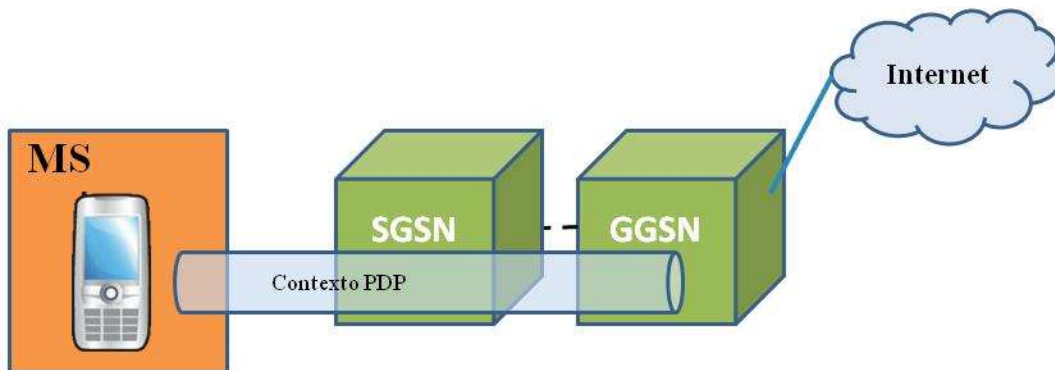 MS
SGSN
GGSN
Contexto PDP
Internet